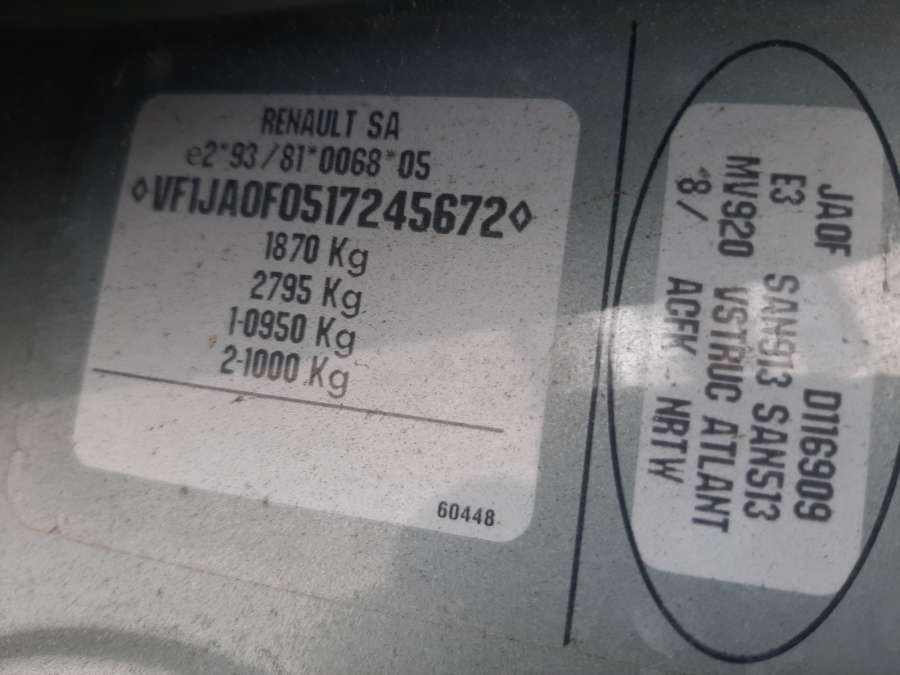 RENAULT SA
e2*93/81*0068*05
◊VF1JA0F0517245672◊
1870 Kg
2795 Kg
1-0950 Kg
2-1000 Kg
60448
JA0F D116909
E3 SAN913 SAN513
MV920 VSTRUC ATLANT
*8/ ACFK NRTW